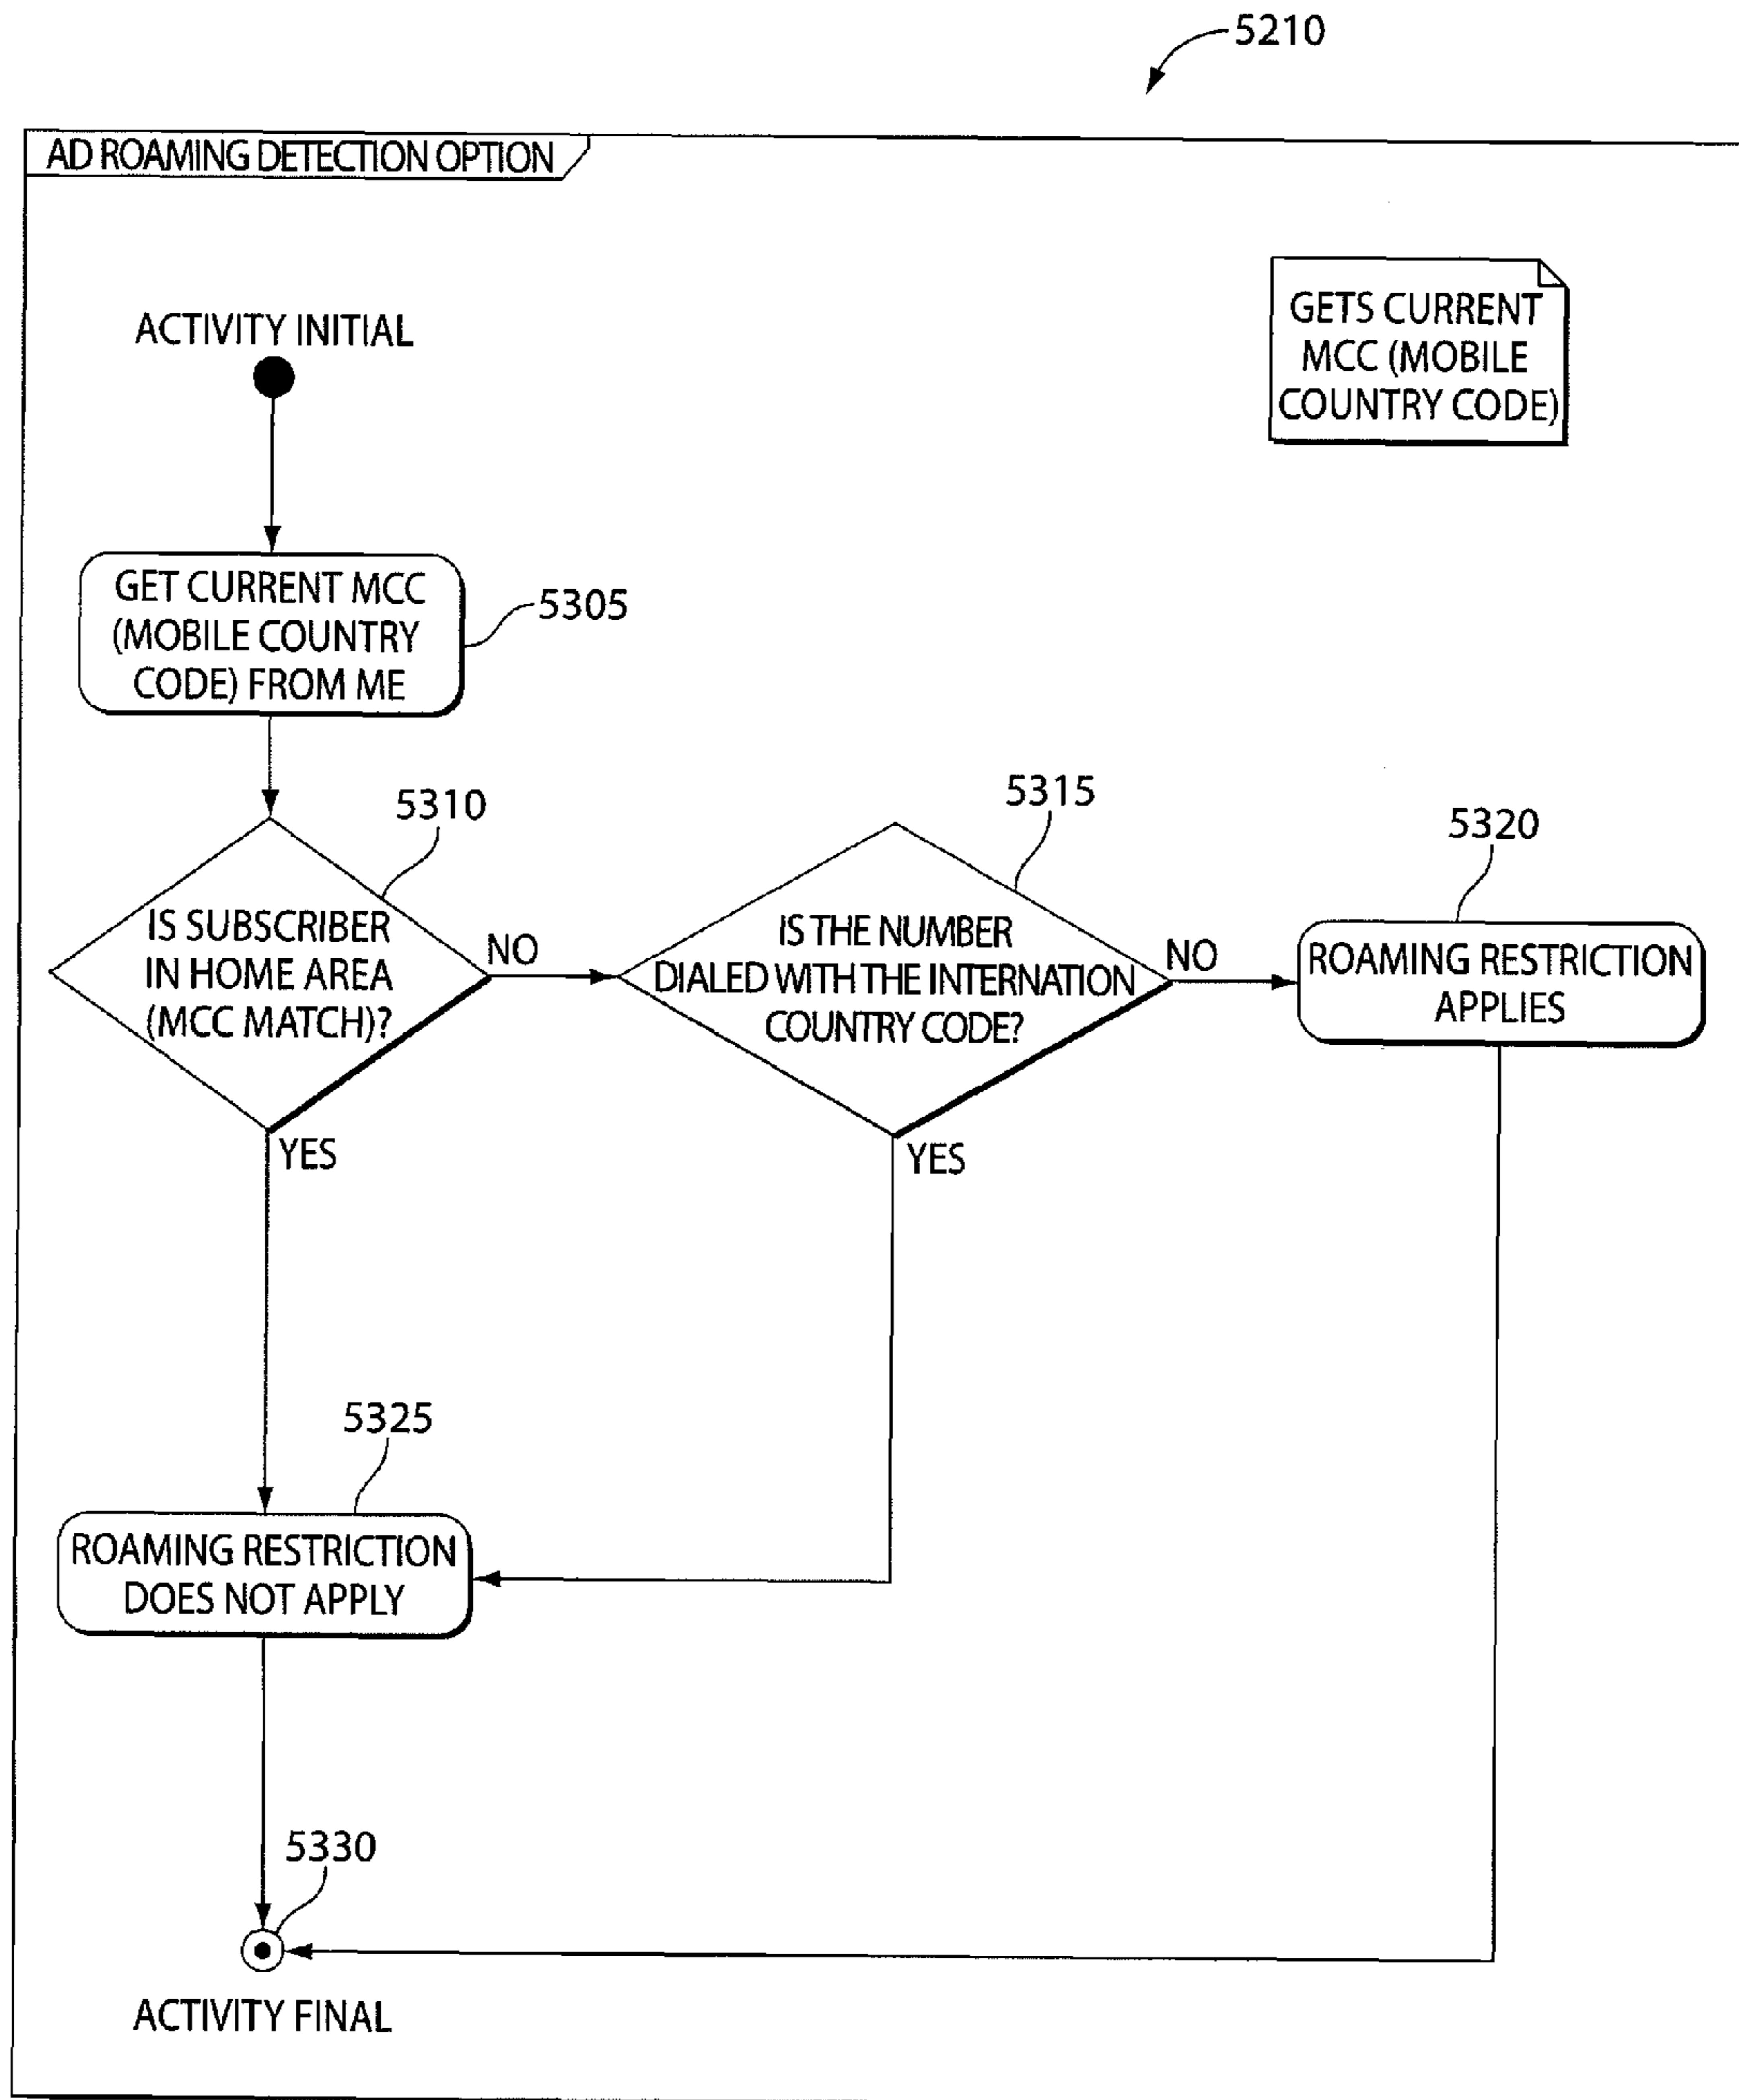 5210
AD ROAMING DETECTION OPTION
GETS CURRENT
MCC (MOBILE
COUNTRY CODE)
ACTIVITY INITIAL
GET CURRENT MCC
(MOBILE COUNTRY
CODE) FROM ME
5305
5310
IS SUBSCRIBER
IN HOME AREA
(MCC MATCH)?
NO
YES
5315
IS THE NUMBER
DIALED WITH THE INTERNATION
COUNTRY CODE?
NO
YES
5320
ROAMING RESTRICTION
APPLIES
5325
ROAMING RESTRICTION
DOES NOT APPLY
5330
ACTIVITY FINAL